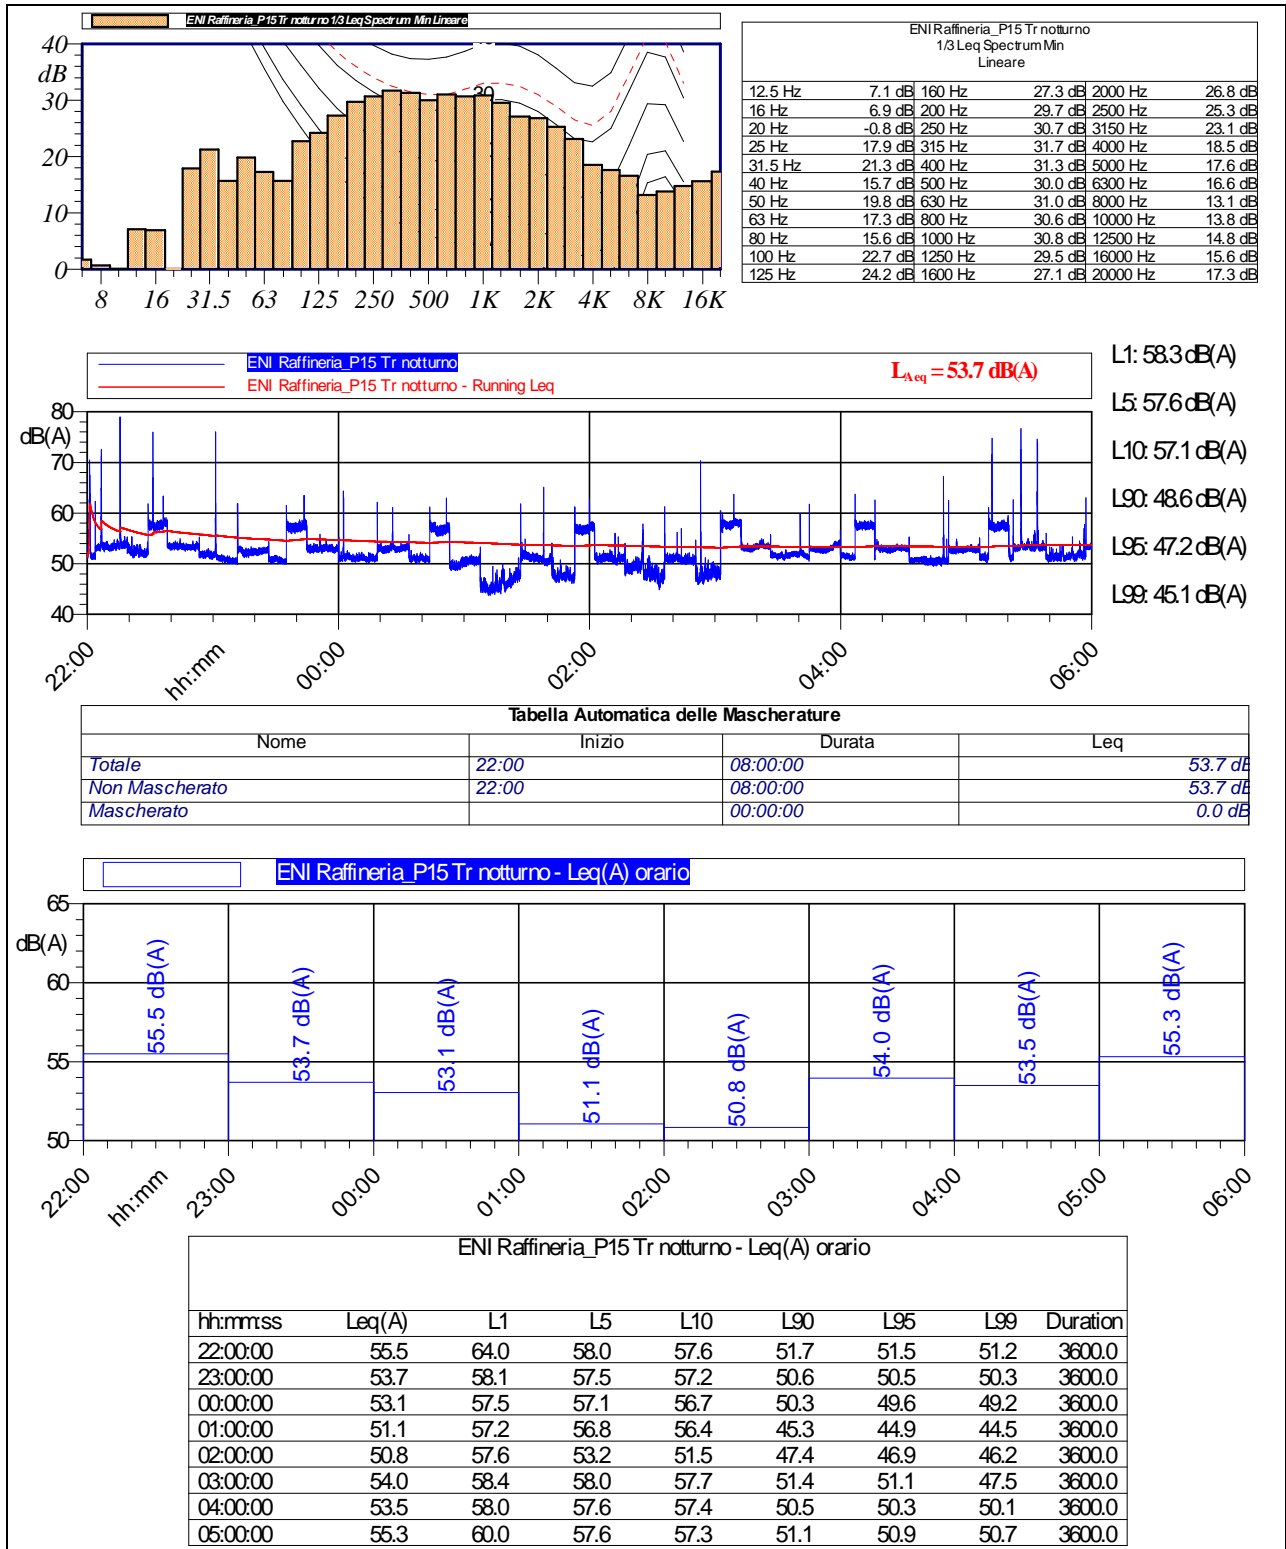 ENI Raffineria_P15 Tr notturno 1/3 Leq Spectrum Min Lineare
40
dB
30
20
10
0
30
8 16 31.5 63 125 250 500 1K 2K 4K 8K 16K
ENI Raffineria_P15 Tr notturno
1/3 Leq Spectrum Min
Lineare
12.5 Hz 7.1 dB 160 Hz 27.3 dB 2000 Hz 26.8 dB
16 Hz 6.9 dB 200 Hz 29.7 dB 2500 Hz 25.3 dB
20 Hz -0.8 dB 250 Hz 30.7 dB 3150 Hz 23.1 dB
25 Hz 17.9 dB 315 Hz 31.7 dB 4000 Hz 18.5 dB
31.5 Hz 21.3 dB 400 Hz 31.3 dB 5000 Hz 17.6 dB
40 Hz 15.7 dB 500 Hz 30.0 dB 6300 Hz 16.6 dB
50 Hz 19.8 dB 630 Hz 31.0 dB 8000 Hz 13.1 dB
63 Hz 17.3 dB 800 Hz 30.6 dB 10000 Hz 13.8 dB
80 Hz 15.6 dB 1000 Hz 30.8 dB 12500 Hz 14.8 dB
100 Hz 22.7 dB 1250 Hz 29.5 dB 16000 Hz 15.6 dB
125 Hz 24.2 dB 1600 Hz 27.1 dB 20000 Hz 17.3 dB
ENI Raffineria_P15 Tr notturno
ENI Raffineria_P15 Tr notturno - Running Leq
LAeq = 53.7 dB(A)
80
dB(A)
70
60
50
40
22:00 hh:mm 00:00 02:00 04:00 06:00
L1: 58.3 dB(A)
L5: 57.6 dB(A)
L10: 57.1 dB(A)
L90: 48.6 dB(A)
L95: 47.2 dB(A)
L99: 45.1 dB(A)
Tabella Automatica delle Mascherature
Nome Inizio Durata Leq
Totale 22:00 08:00:00 53.7 dB
Non Mascherato 22:00 08:00:00 53.7 dB
Mascherato 00:00:00 0.0 dB
ENI Raffineria_P15 Tr notturno - Leq(A) orario
65
dB(A)
60
55
50
55.5 dB(A)
53.7 dB(A)
53.1 dB(A)
51.1 dB(A)
50.8 dB(A)
54.0 dB(A)
53.5 dB(A)
55.3 dB(A)
22:00 hh:mm 23:00 00:00 01:00 02:00 03:00 04:00 05:00 06:00
ENI Raffineria_P15 Tr notturno - Leq(A) orario
hh:mm:ss Leq(A) L1 L5 L10 L90 L95 L99 Duration
22:00:00 55.5 64.0 58.0 57.6 51.7 51.5 51.2 3600.0
23:00:00 53.7 58.1 57.5 57.2 50.6 50.5 50.3 3600.0
00:00:00 53.1 57.5 57.1 56.7 50.3 49.6 49.2 3600.0
01:00:00 51.1 57.2 56.8 56.4 45.3 44.9 44.5 3600.0
02:00:00 50.8 57.6 53.2 51.5 47.4 46.9 46.2 3600.0
03:00:00 54.0 58.4 58.0 57.7 51.4 51.1 47.5 3600.0
04:00:00 53.5 58.0 57.6 57.4 50.5 50.3 50.1 3600.0
05:00:00 55.3 60.0 57.6 57.3 51.1 50.9 50.7 3600.0